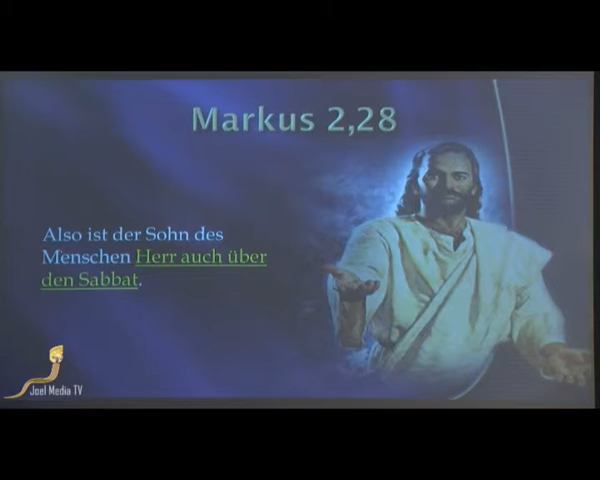 Markus 2,28
Also ist der Sohn des
Menschen Herr auch über
den Sabbat.
Joel Media TV